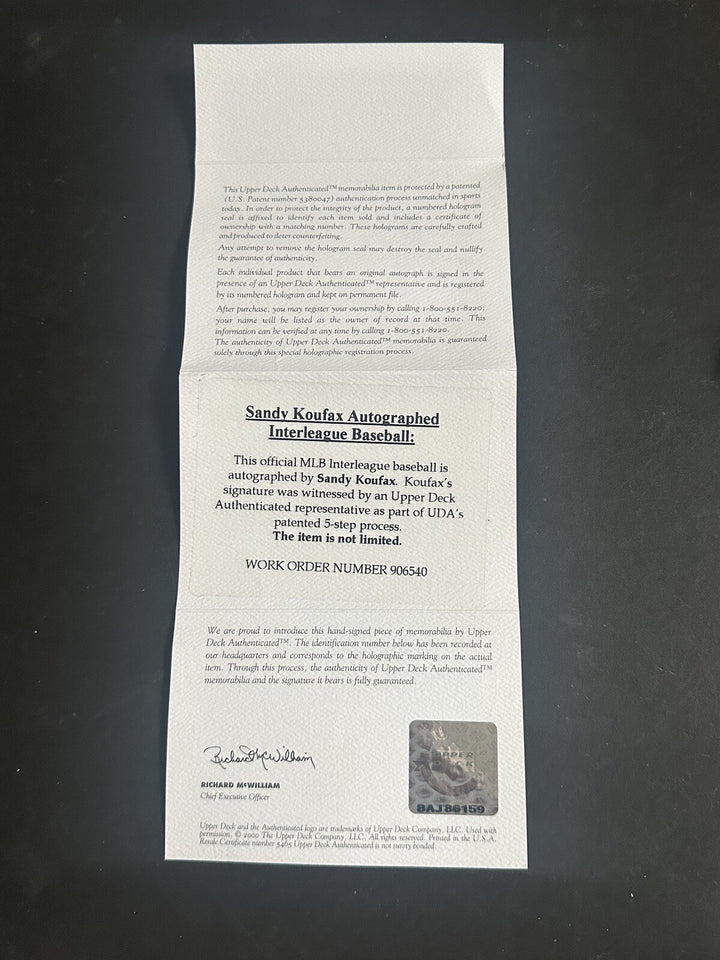 This Upper Deck Authenticated™ memorabilia item is protected by a patented
(U.S. Patent number 5380047) authentication process unmatched in sports
today. In order to protect the integrity of the product, a numbered hologram
seal is affixed to identify each item sold and includes a certificate of
ownership with a matching number. These holograms are carefully crafted
and produced to deter counterfeiting.
Any attempt to remove the hologram seal may destroy the seal and nullify
the guarantee of authenticity.
Each individual product that bears an original autograph is signed in the
presence of an Upper Deck Authenticated™ representative and is registered
by its numbered hologram and kept on permanent file.
After purchase, you may register your ownership by calling 1-800-551-8220;
your name will be listed as the owner of record at that time. This
information can be verified at any time by calling 1-800-551-8220.
The authenticity of Upper Deck Authenticated™ memorabilia is guaranteed
solely through this special holographic registration process.
Sandy Koufax Autographed
Interleague Baseball:
This official MLB Interleague baseball is
autographed by Sandy Koufax. Koufax's
signature was witnessed by an Upper Deck
Authenticated representative as part of UDA's
patented 5-step process.
The item is not limited.
WORK ORDER NUMBER 906540
We are proud to introduce this hand-signed piece of memorabilia by Upper
Deck Authenticated™. The identification number below has been recorded at
our headquarters and corresponds to the holographic marking on the actual
item. Through this process, the authenticity of Upper Deck Authenticated™
memorabilia and the signature it bears is fully guaranteed.
Richard McWilliam
RICHARD McWILLIAM
Chief Executive Officer
UPPER
DECK
BAJ86159
Upper Deck and the Authenticated logo are trademarks of Upper Deck Company, LLC. Used with
permission. © 2000 The Upper Deck Company, LLC. All rights reserved. Printed in the U.S.A.
Resale Certificate number 5465 Upper Deck Authenticated is not surety bonded